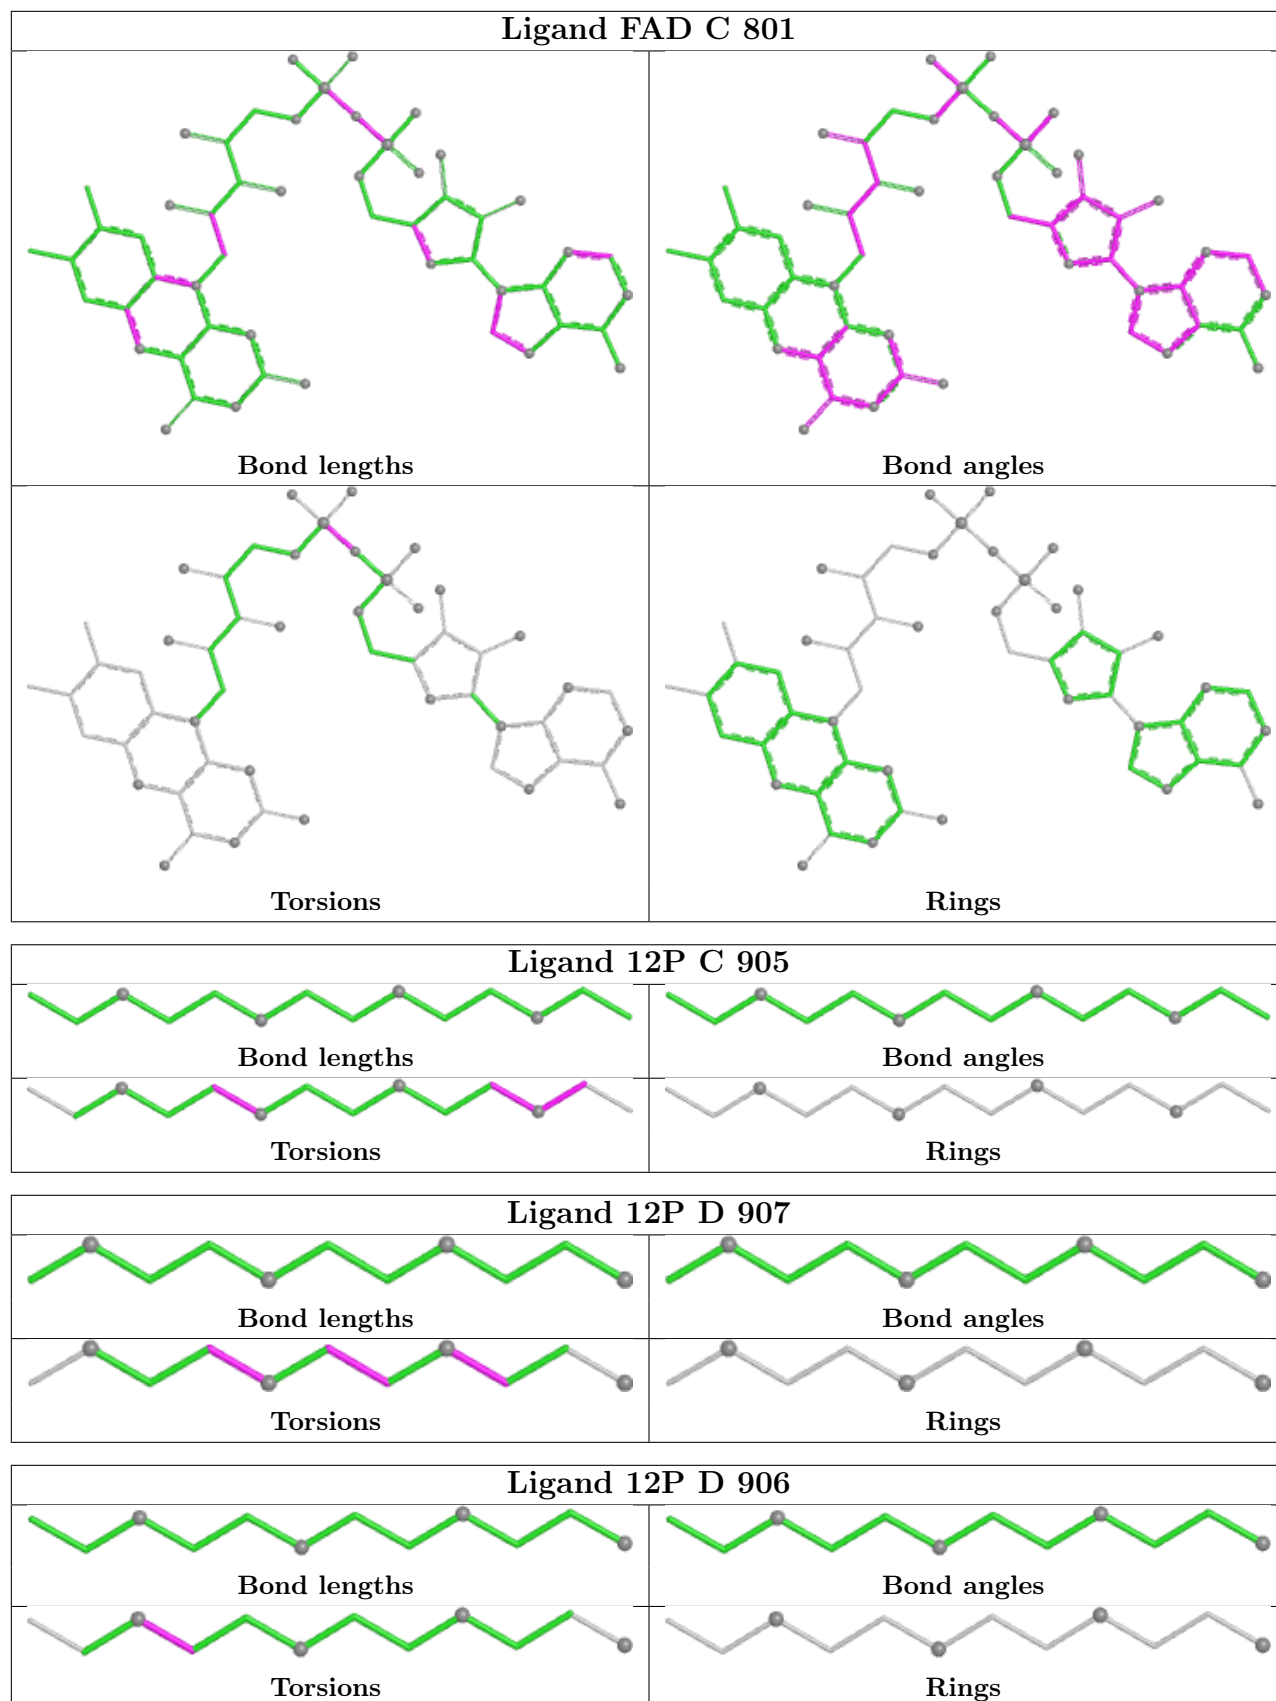 Ligand FAD C 801
Bond lengths
Bond angles
Torsions
Rings
Ligand 12P C 905
Bond lengths
Bond angles
Torsions
Rings
Ligand 12P D 907
Bond lengths
Bond angles
Torsions
Rings
Ligand 12P D 906
Bond lengths
Bond angles
Torsions
Rings